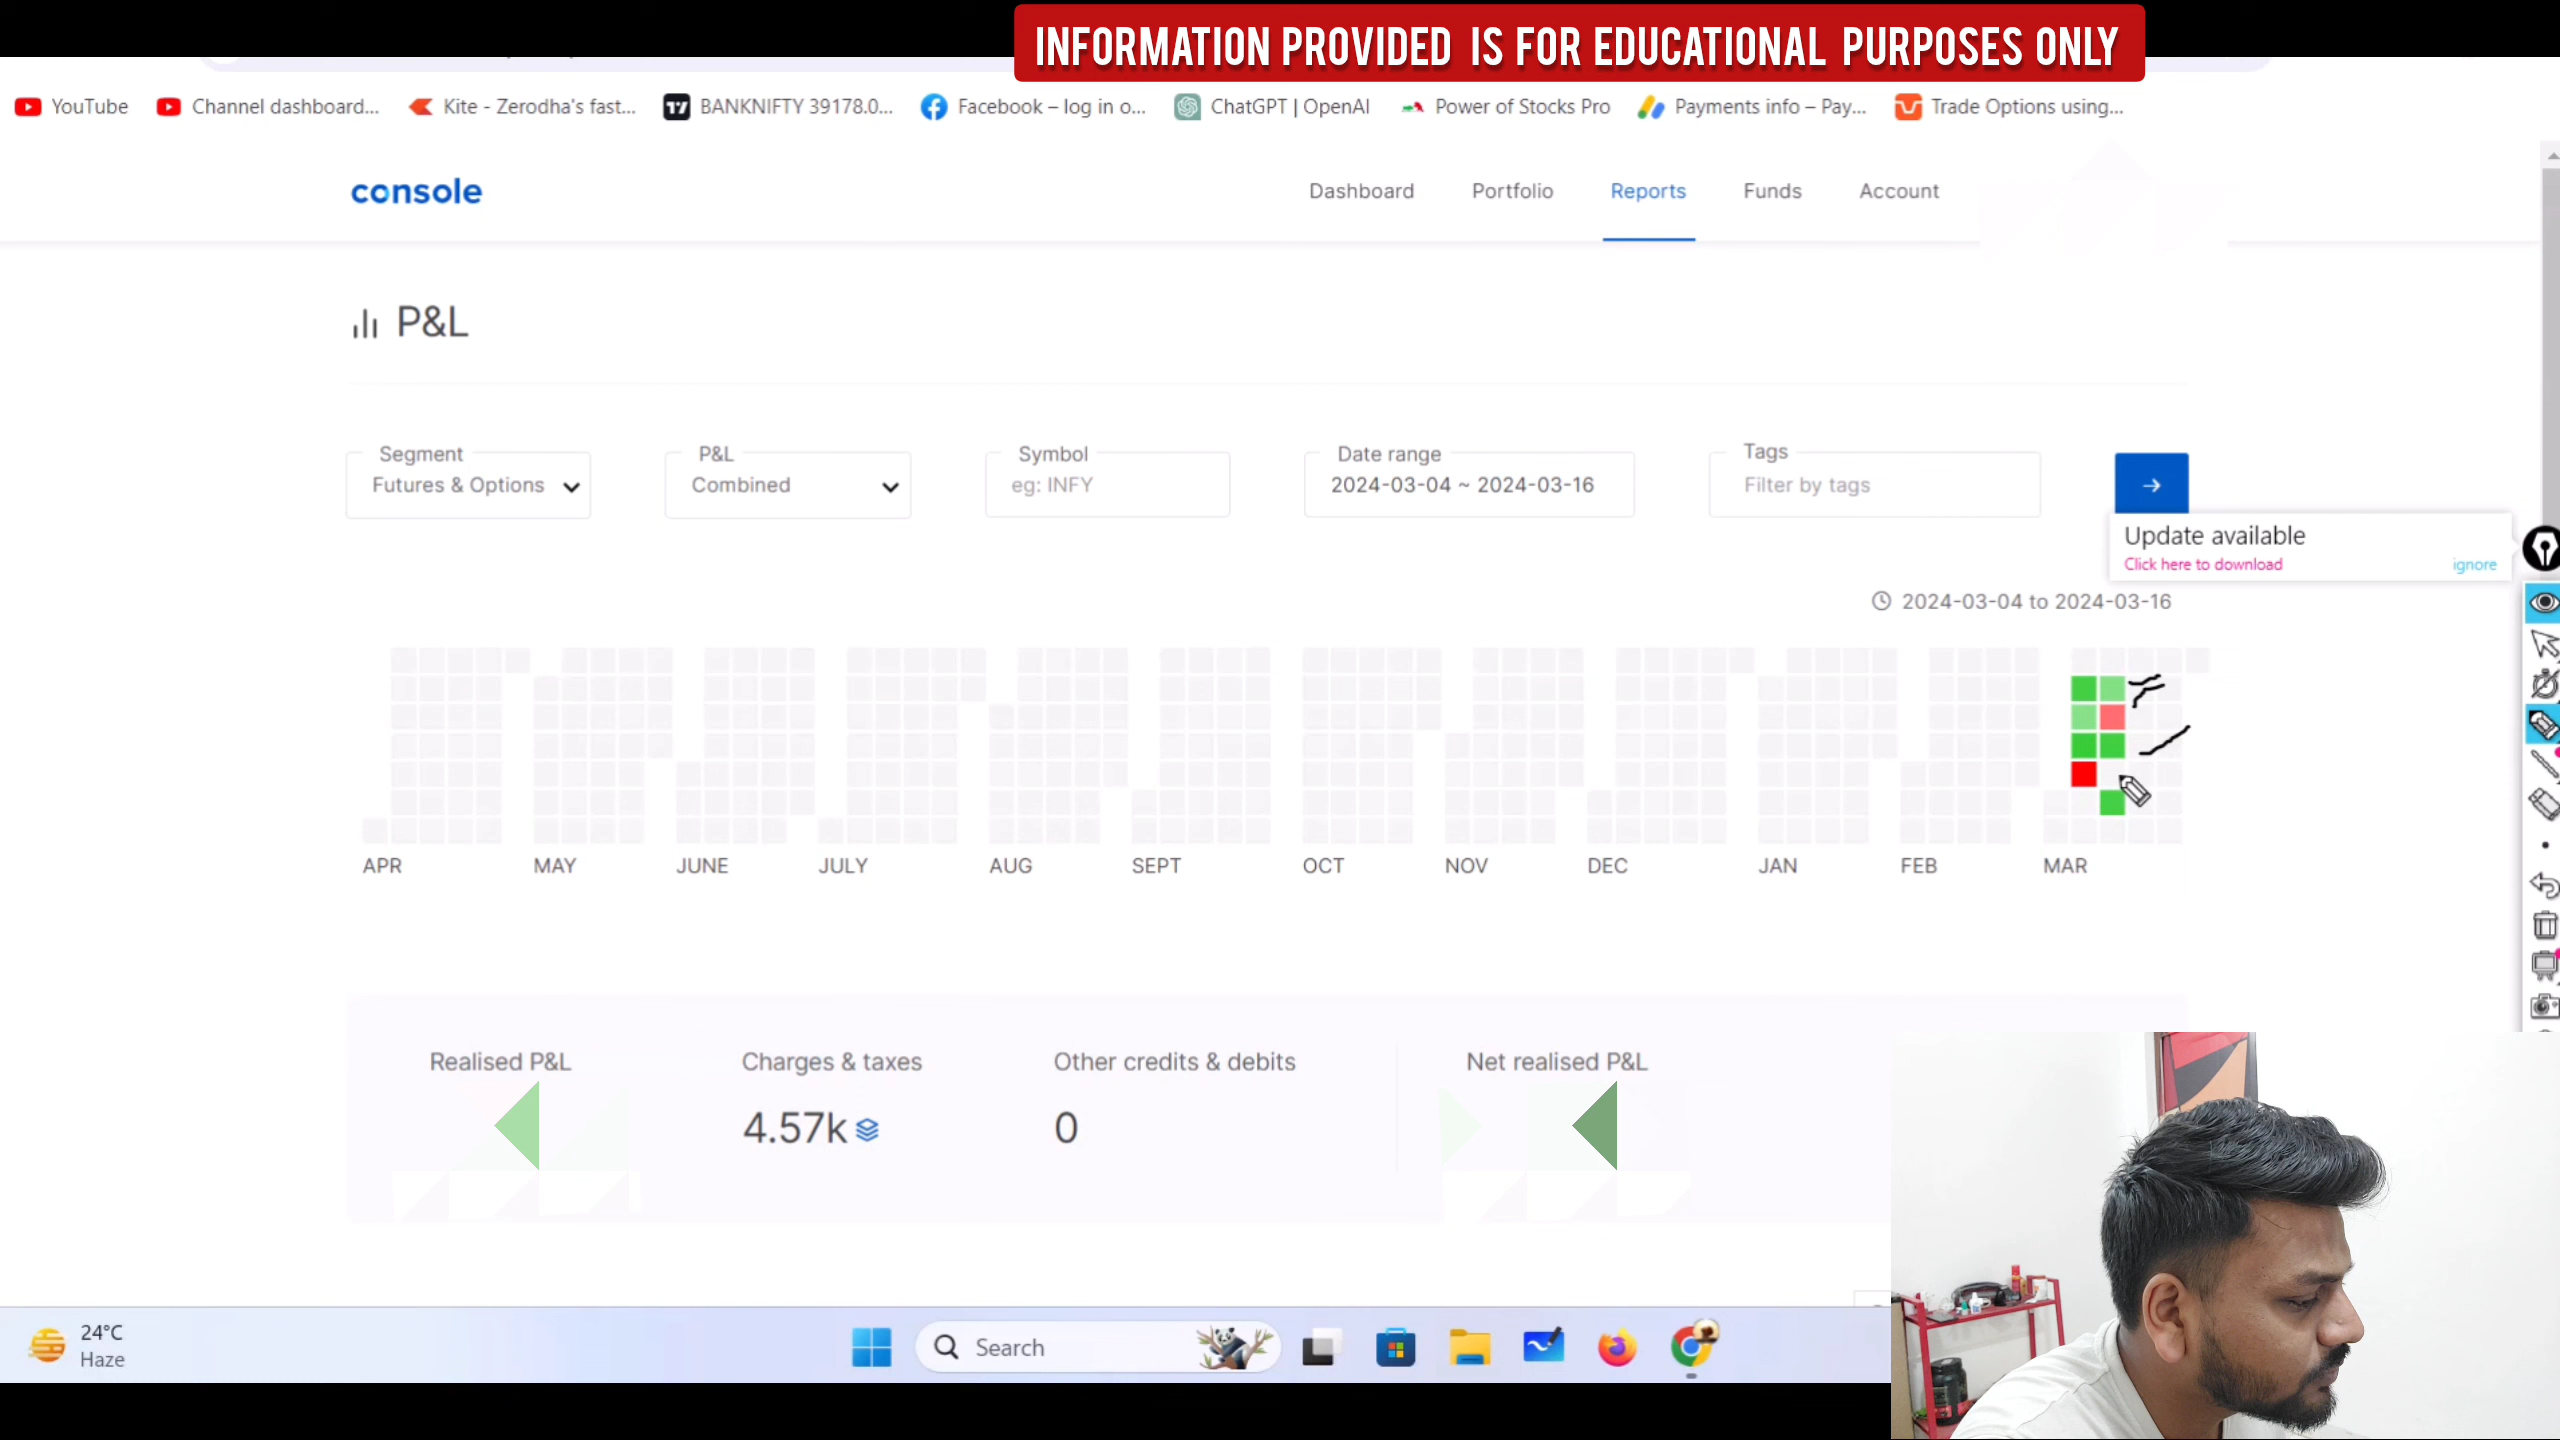 INFORMATION PROVIDED IS FOR EDUCATIONAL PURPOSES ONLY
YouTube Channel dashboard... Kite - Zerodha's fast... BANKNIFTY 39178.0... Facebook – log in o... ChatGPT | OpenAI Power of Stocks Pro Payments info – Pay... Trade Options using...
console Dashboard Portfolio Reports Funds Account
P&L
Segment P&L Symbol Date range Tags
Futures & Options Combined eg: INFY 2024-03-04 ~ 2024-03-16 Filter by tags
Update available
Click here to download ignore
2024-03-04 to 2024-03-16
APR MAY JUNE JULY AUG SEPT OCT NOV DEC JAN FEB MAR
Realised P&L Charges & taxes Other credits & debits Net realised P&L
4.57k 0
24°C
Haze
Search